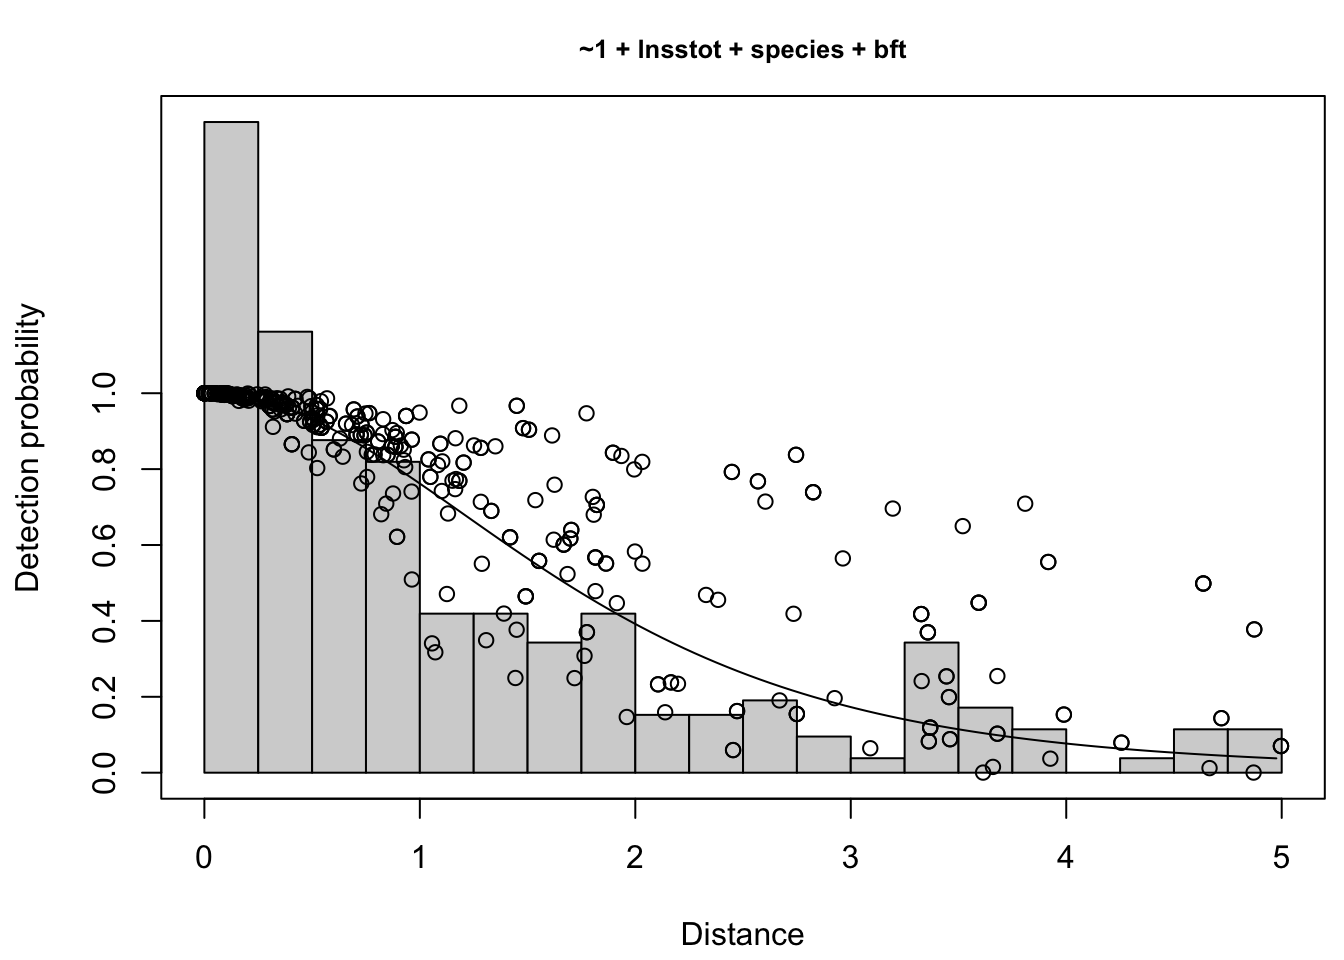 ~1 + lnsstot + species + bft
Detection probability
1.0
0.8
0.6
0.4
0.2
0.0
0 1 2 3 4 5
Distance